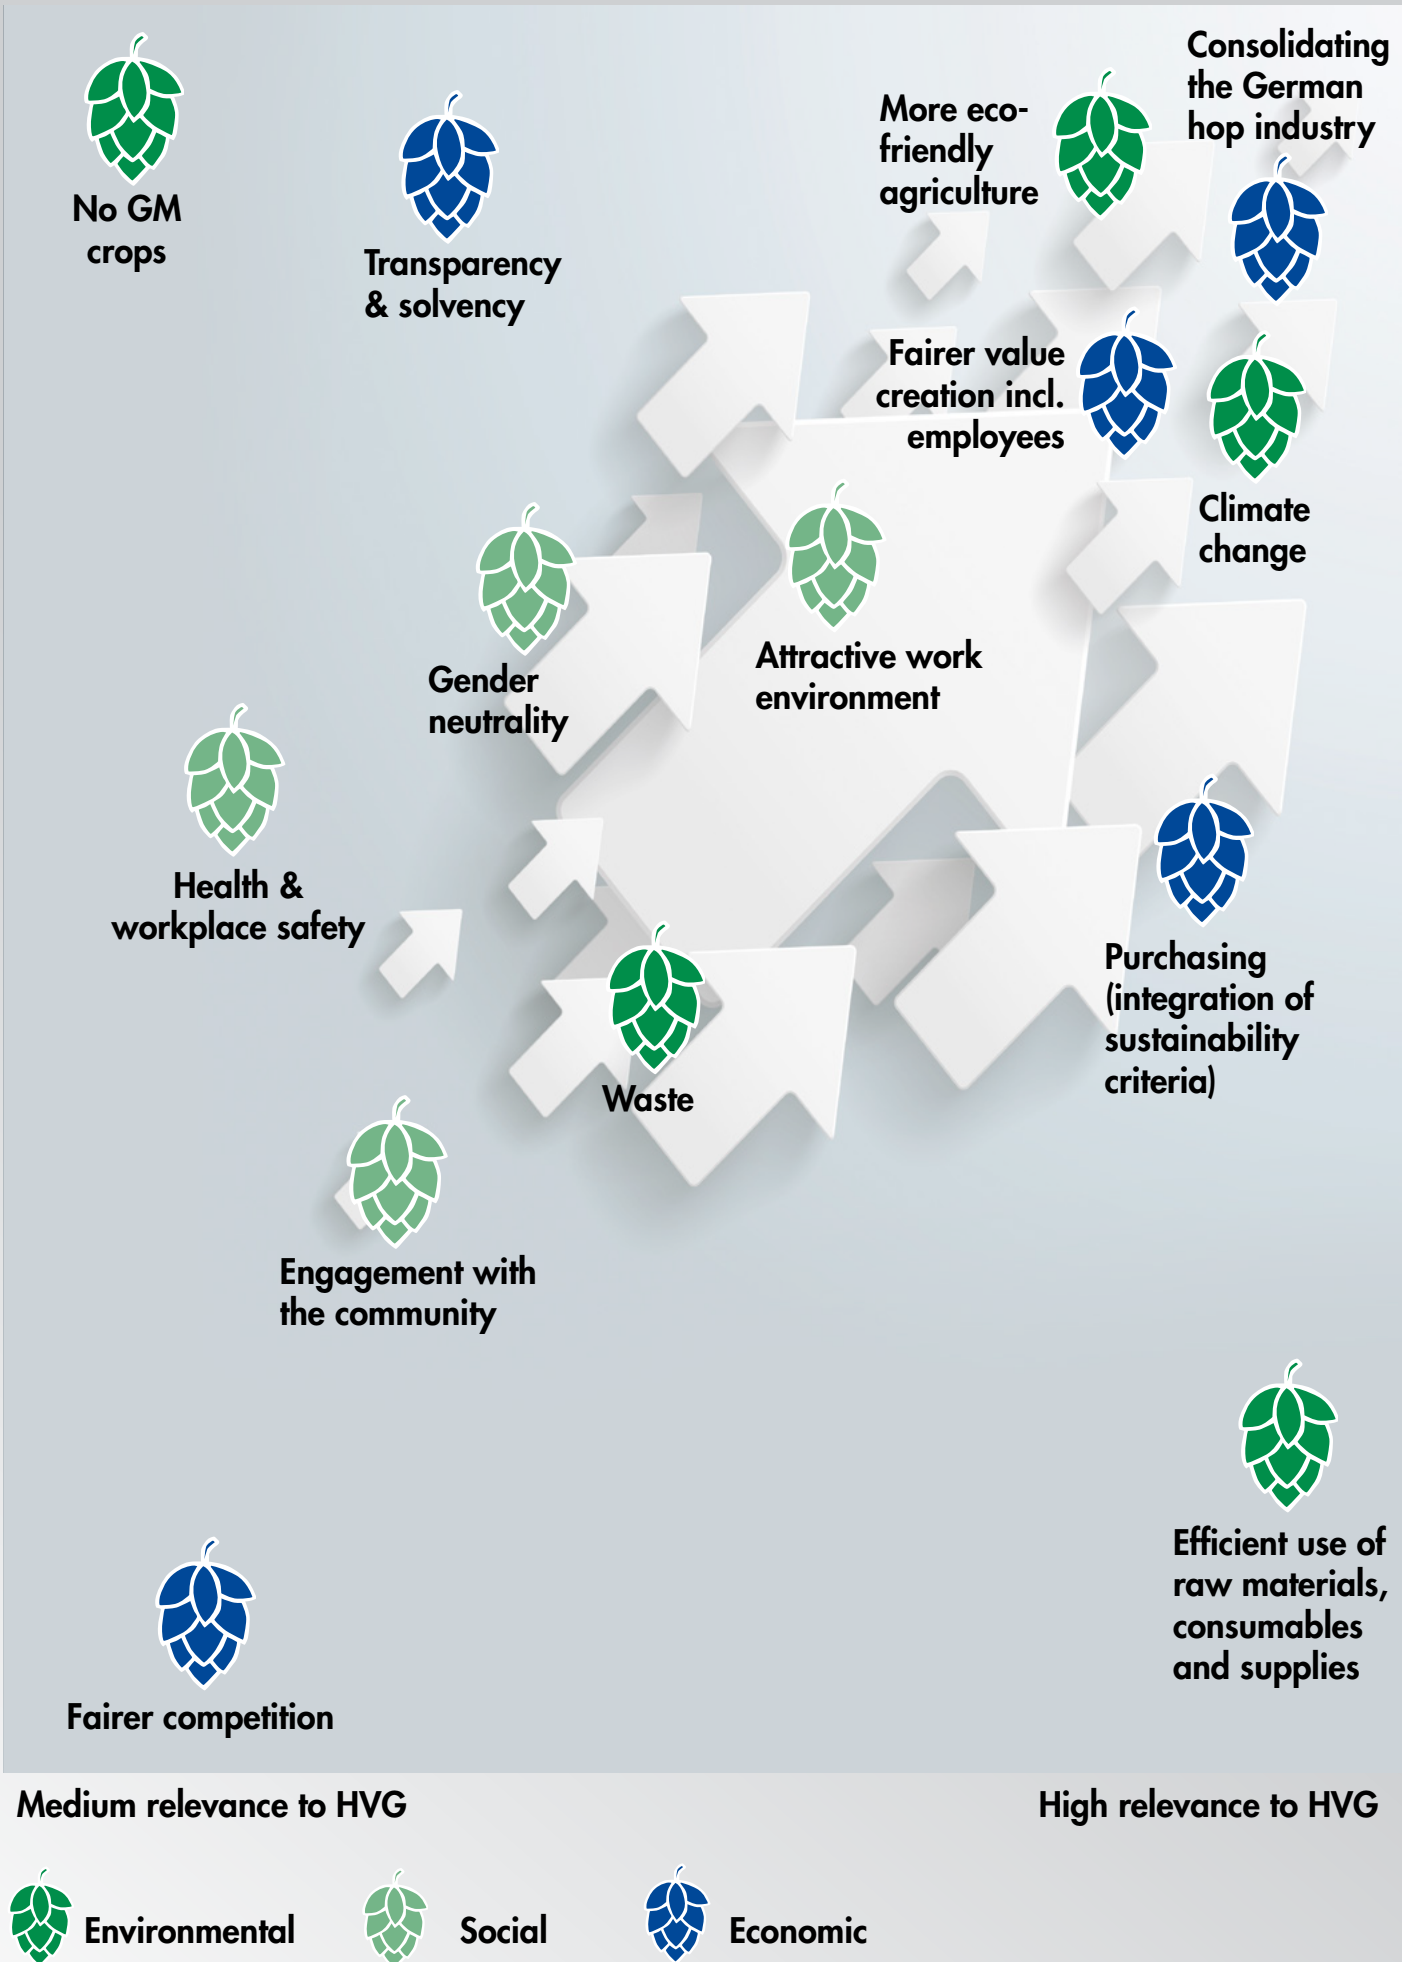 Consolidating
the German
hop industry
More eco-
friendly
agriculture
No GM
crops
Transparency
& solvency
Fairer value
creation incl.
employees
Climate
change
Attractive work
environment
Gender
neutrality
Health &
workplace safety
Purchasing
(integration of
sustainability
criteria)
Waste
Engagement with
the community
Efficient use of
raw materials,
consumables
and supplies
Fairer competition
Medium relevance to HVG
High relevance to HVG
Environmental
Social
Economic